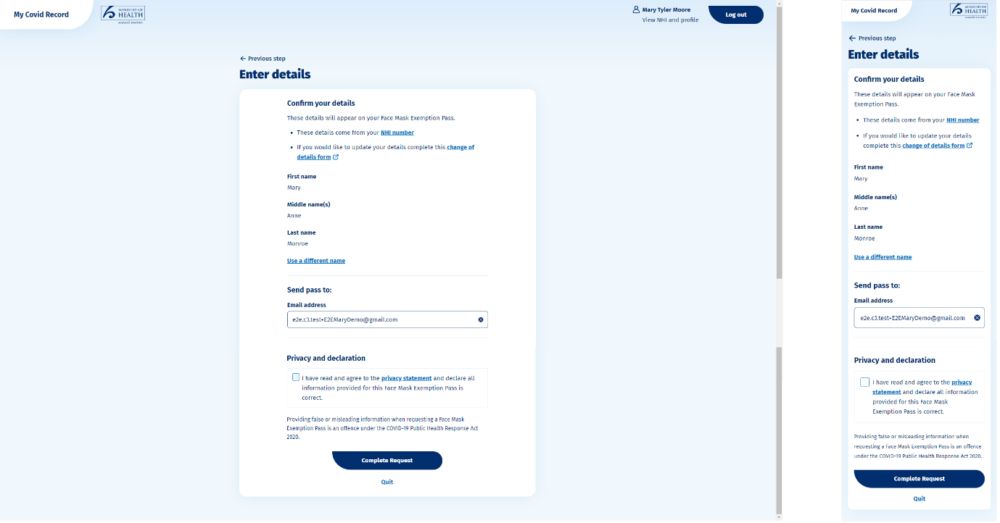 My Covid Record
MINISTRY OF
HEALTH
MANATŪ HAUORA
Mary Tyler Moore
View NHI and profile
Log out
Previous step
Enter details
Confirm your details
These details will appear on your Face Mask Exemption Pass.
• These details come from your NHI number
• If you would like to update your details complete this change of
details form
First name
Mary
Middle name(s)
Anne
Last name
Monroe
Use a different name
Send pass to:
Email address
e2e.c3.test+E2EMaryDemo@gmail.com
Privacy and declaration
I have read and agree to the privacy statement and declare all
information provided for this Face Mask Exemption Pass is
correct.
Providing false or misleading information when requesting a Face Mask
Exemption Pass is an offence under the COVID-19 Public Health Response Act
2020.
Complete Request
Quit
My Covid Record
MINISTRY OF
HEALTH
MANATŪ HAUORA
Previous step
Enter details
Confirm your details
These details will appear on your Face Mask
Exemption Pass.
• These details come from your NHI number
• If you would like to update your details
complete this change of details form
First name
Mary
Middle name(s)
Anne
Last name
Monroe
Use a different name
Send pass to:
Email address
e2e.c3.test+E2EMaryDemo@gmail.com
Privacy and declaration
I have read and agree to the privacy
statement and declare all information
provided for this Face Mask
Exemption Pass is correct.
Providing false or misleading information when
requesting a Face Mask Exemption Pass is an offence
under the COVID-19 Public Health Response Act 2020.
Complete Request
Quit